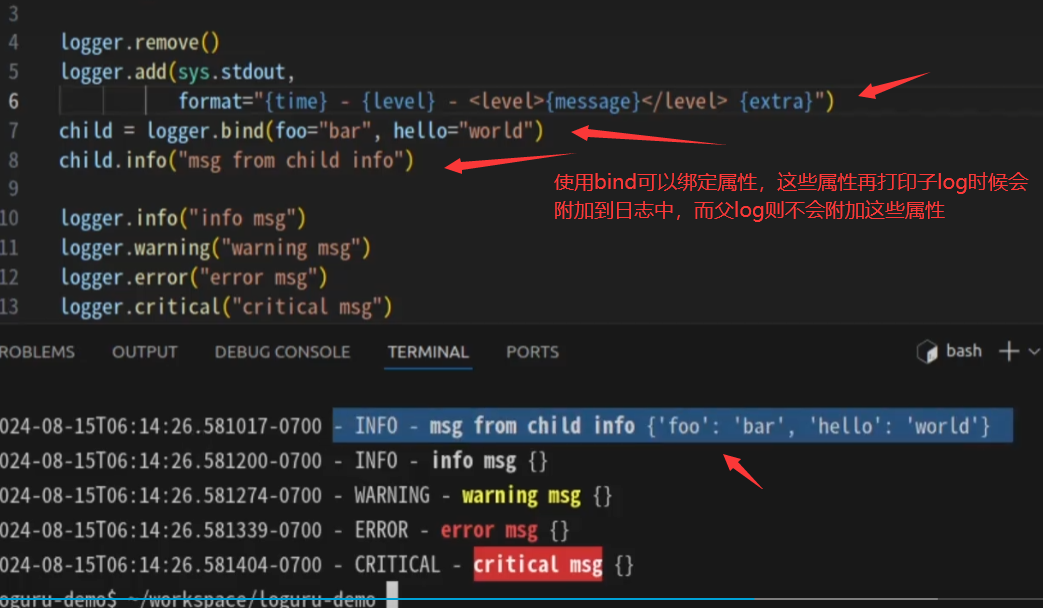 3
4 logger.remove()
5 logger.add(sys.stdout,
6 format="{time} - {level} - <level>{message}</level> {extra}")
7 child = logger.bind(foo="bar", hello="world")
8 child.info("msg from child info")
使用bind可以绑定属性，这些属性再打印子log时候会
附加到日志中，而父log则不会附加这些属性
9
10 logger.info("info msg")
11 logger.warning("warning msg")
12 logger.error("error msg")
13 logger.critical("critical msg")
ROBLEMS OUTPUT DEBUG CONSOLE TERMINAL PORTS bash
024-08-15T06:14:26.581017-0700 - INFO - msg from child info {'foo': 'bar', 'hello': 'world'}
024-08-15T06:14:26.581200-0700 - INFO - info msg {}
024-08-15T06:14:26.581274-0700 - WARNING - warning msg {}
024-08-15T06:14:26.581339-0700 - ERROR - error msg {}
024-08-15T06:14:26.581404-0700 - CRITICAL - critical msg {}
oguru-demo$ ~/workspace/loguru-demo